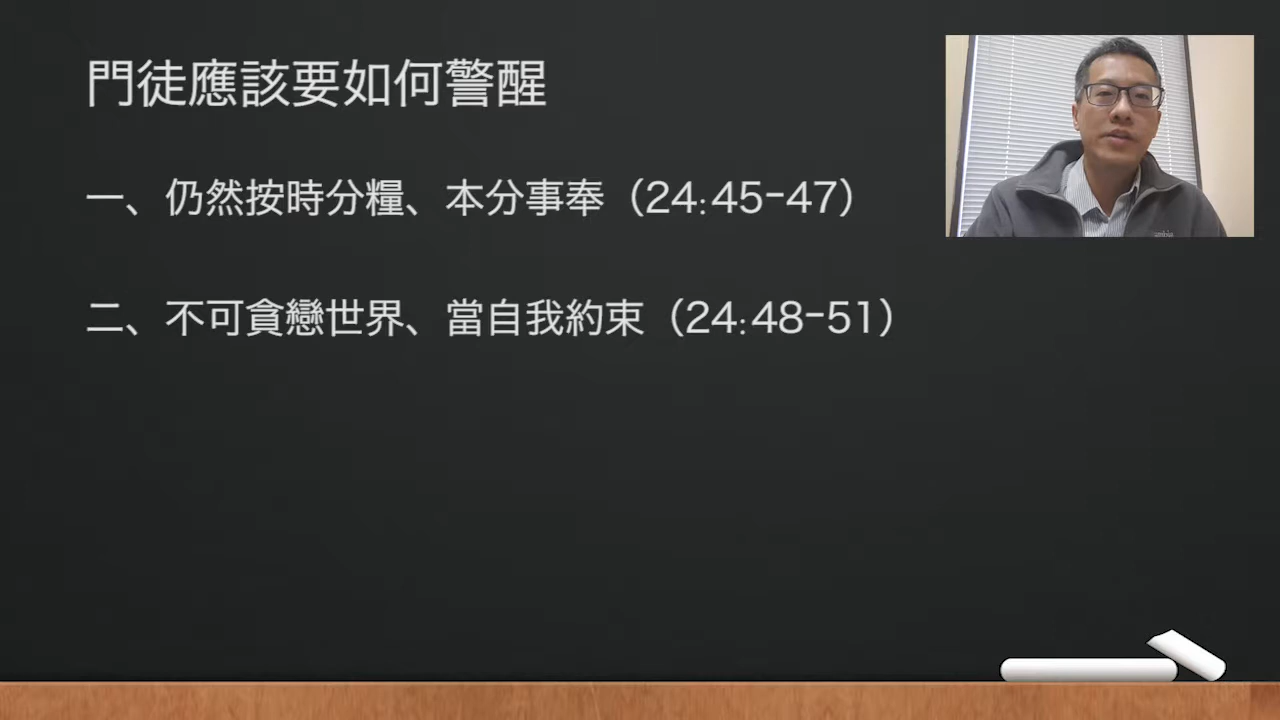 門徒應該要如何警醒
一、仍然按時分糧、本分事奉（24:45-47）
二、不可貪戀世界、當自我約束（24:48-51）